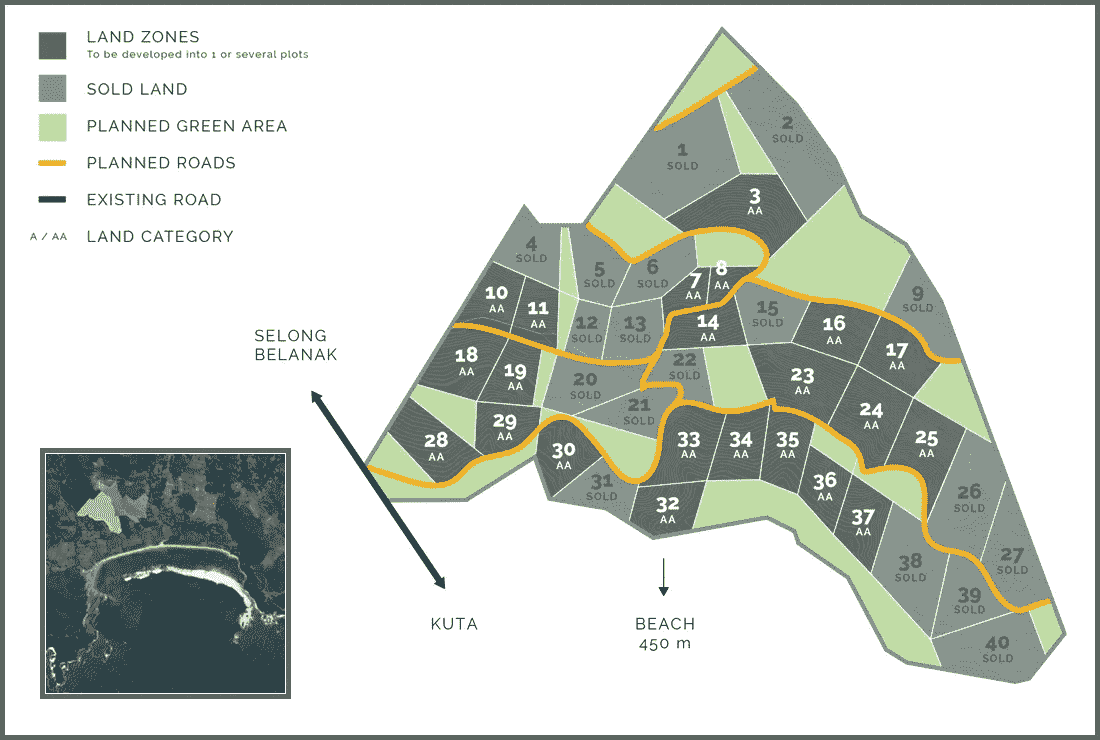 LAND ZONES
To be developed into 1 or several plots
SOLD LAND
PLANNED GREEN AREA
PLANNED ROADS
EXISTING ROAD
A / AA LAND CATEGORY
1
SOLD
2
SOLD
3
AA
4
SOLD
5
SOLD
6
SOLD
7
AA
8
AA
9
SOLD
10
AA
11
AA
12
SOLD
13
SOLD
14
AA
15
SOLD
16
AA
17
AA
18
AA
19
AA
20
SOLD
21
SOLD
22
SOLD
23
AA
24
AA
25
AA
26
SOLD
27
SOLD
28
AA
29
AA
30
AA
31
SOLD
32
AA
33
AA
34
AA
35
AA
36
AA
37
AA
38
SOLD
39
SOLD
40
SOLD
SELONG
BELANAK
KUTA
BEACH
450 m